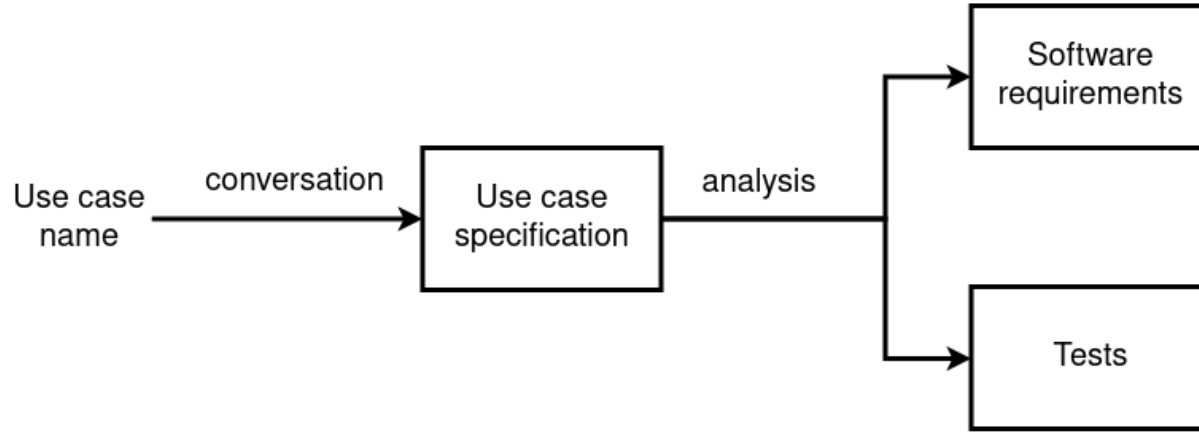 Use case
name
conversation
Use case
specification
analysis
Software
requirements
Tests